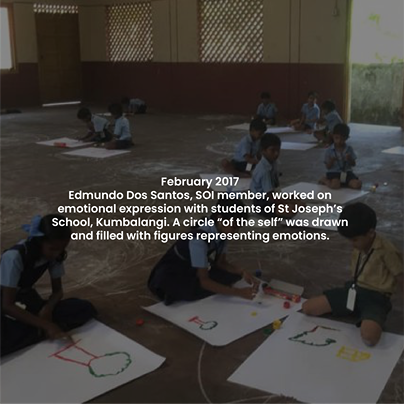 February 2017
Edmundo Dos Santos, SOI member, worked on
emotional expression with students of St Joseph's
School, Kumbalangi. A circle "of the self" was drawn
and filled with figures representing emotions.